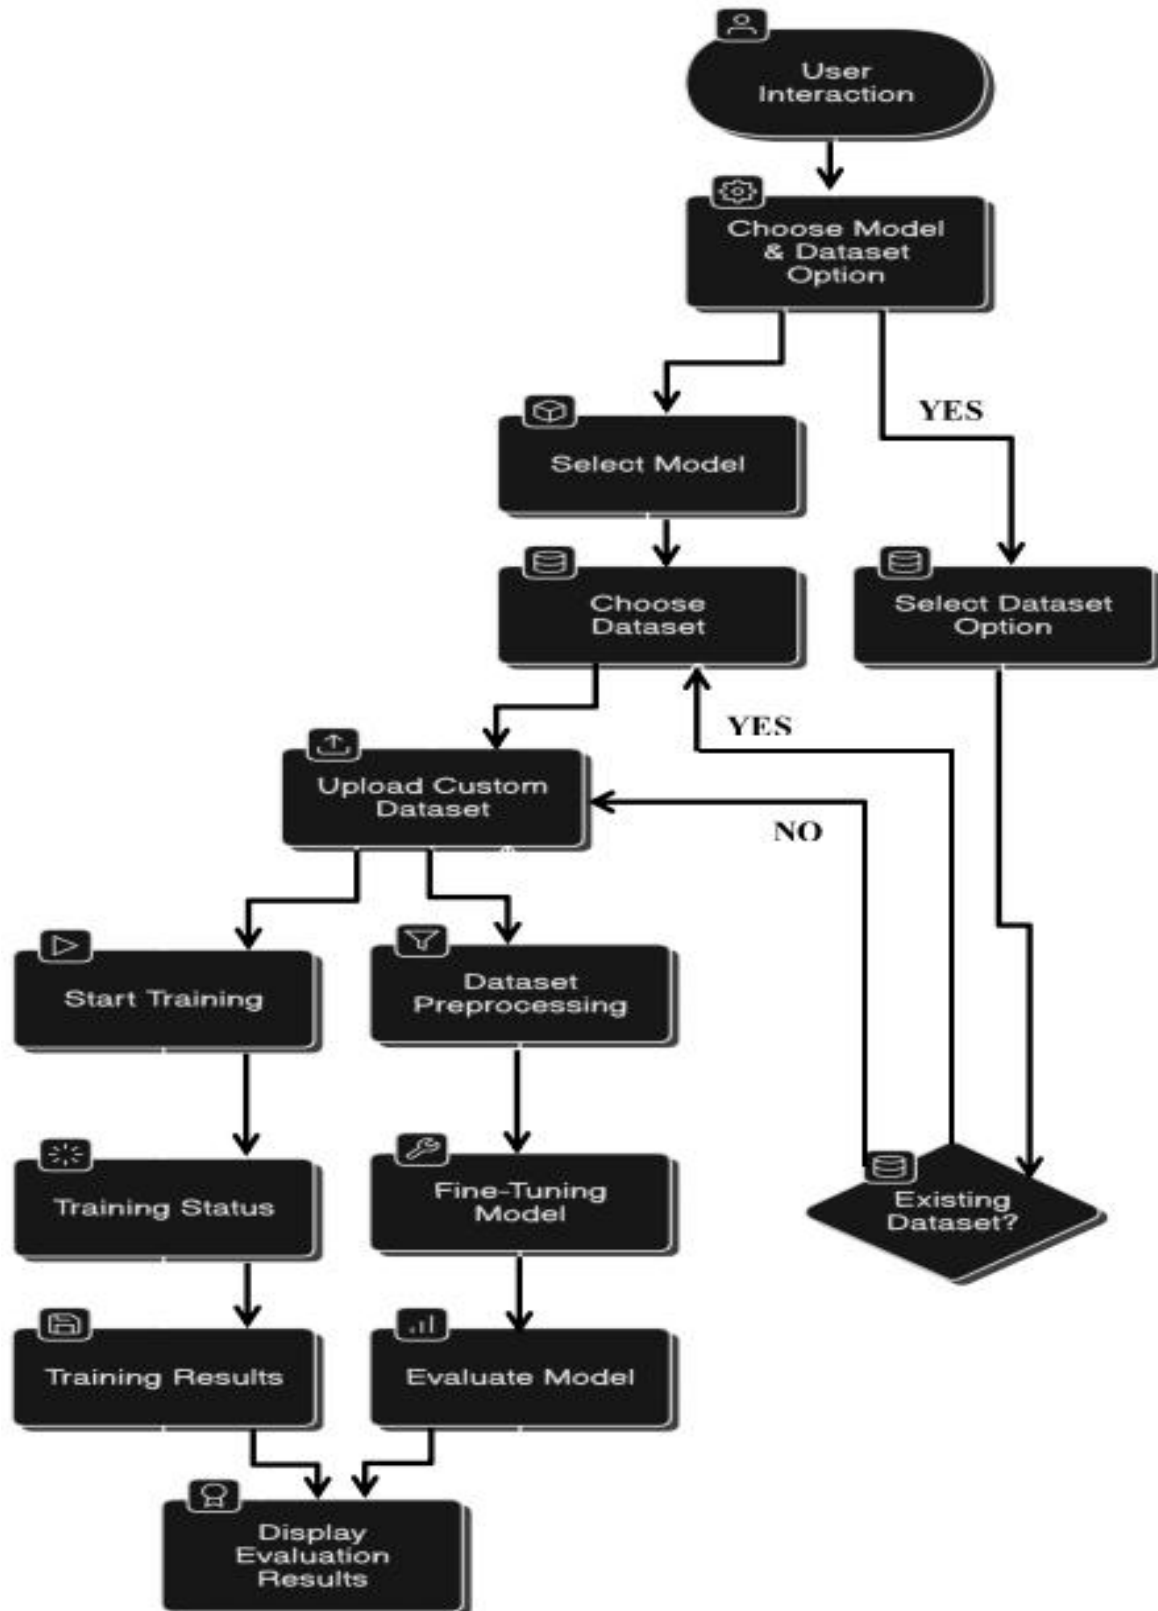 User
Interaction
Choose Model
& Dataset
Option
YES
Select Model
Choose
Dataset
Select Dataset
Option
YES
Upload Custom
Dataset
NO
Start Training
Dataset
Preprocessing
Training Status
Fine-Tuning
Model
Existing
Dataset?
Training Results
Evaluate Model
Display
Evaluation
Results